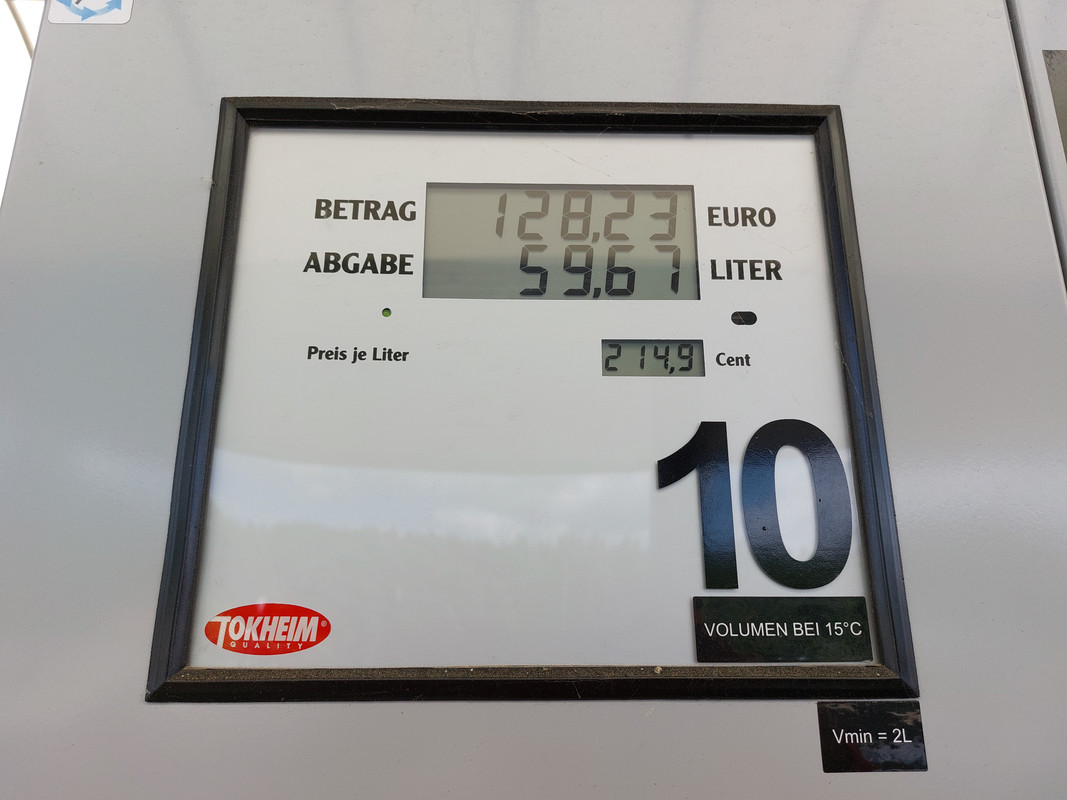 BETRAG 128,23 EURO
ABGABE 59,67 LITER
Preis je Liter 214,9 Cent
10
TOKHEIM®
QUALITY
VOLUMEN BEI 15°C
Vmin = 2L